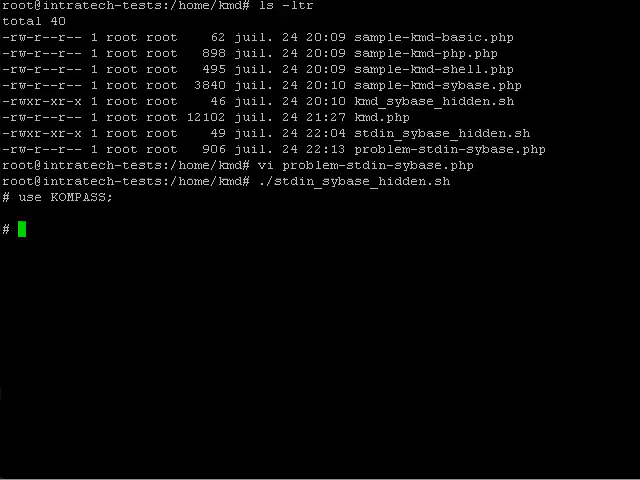 root@intratech-tests:/home/kmd# ls -ltr
total 40
-rw-r--r-- 1 root root    62 juil. 24 20:09 sample-kmd-basic.php
-rw-r--r-- 1 root root   898 juil. 24 20:09 sample-kmd-php.php
-rw-r--r-- 1 root root   495 juil. 24 20:09 sample-kmd-shell.php
-rw-r--r-- 1 root root  3840 juil. 24 20:10 sample-kmd-sybase.php
-rwxr-xr-x 1 root root    46 juil. 24 20:10 kmd_sybase_hidden.sh
-rw-r--r-- 1 root root 12102 juil. 24 21:27 kmd.php
-rwxr-xr-x 1 root root    49 juil. 24 22:04 stdin_sybase_hidden.sh
-rw-r--r-- 1 root root   906 juil. 24 22:13 problem-stdin-sybase.php
root@intratech-tests:/home/kmd# vi problem-stdin-sybase.php
root@intratech-tests:/home/kmd# ./stdin_sybase_hidden.sh
# use KOMPASS;
#